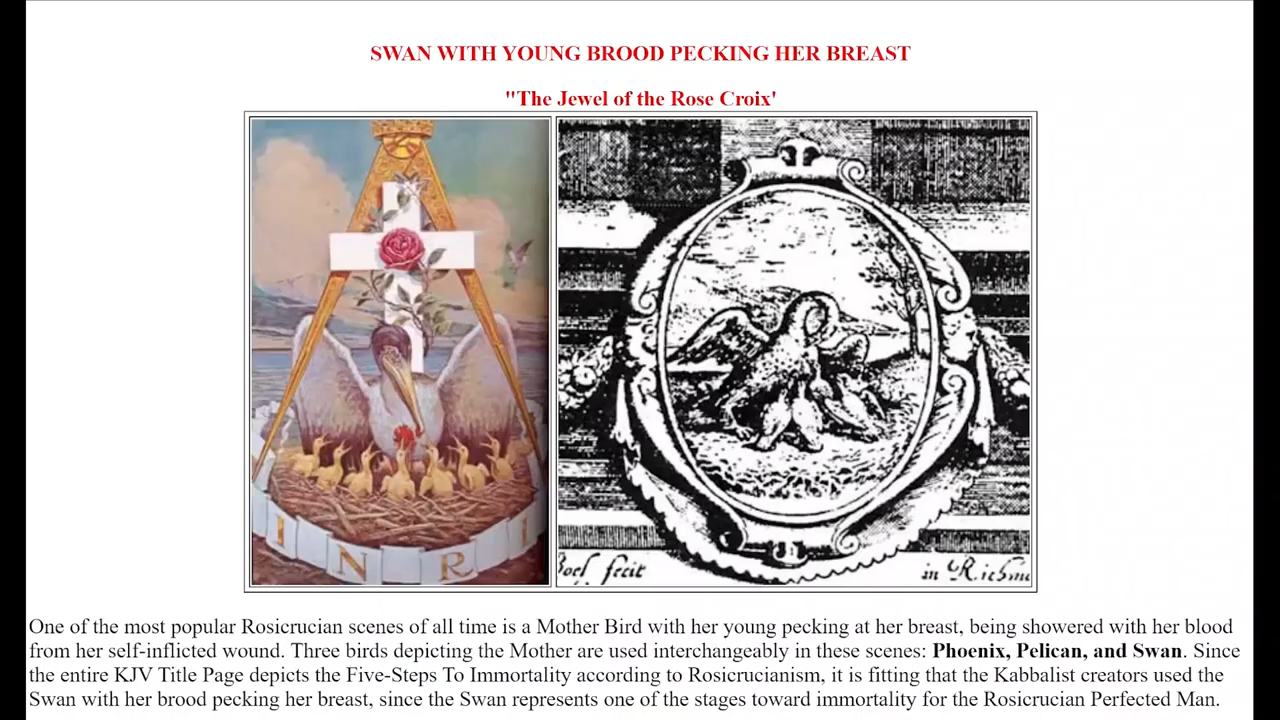 SWAN WITH YOUNG BROOD PECKING HER BREAST
"The Jewel of the Rose Croix'
I N R I
fecit
in
One of the most popular Rosicrucian scenes of all time is a Mother Bird with her young pecking at her breast, being showered with her blood
from her self-inflicted wound. Three birds depicting the Mother are used interchangeably in these scenes: Phoenix, Pelican, and Swan. Since
the entire KJV Title Page depicts the Five-Steps To Immortality according to Rosicrucianism, it is fitting that the Kabbalist creators used the
Swan with her brood pecking her breast, since the Swan represents one of the stages toward immortality for the Rosicrucian Perfected Man.